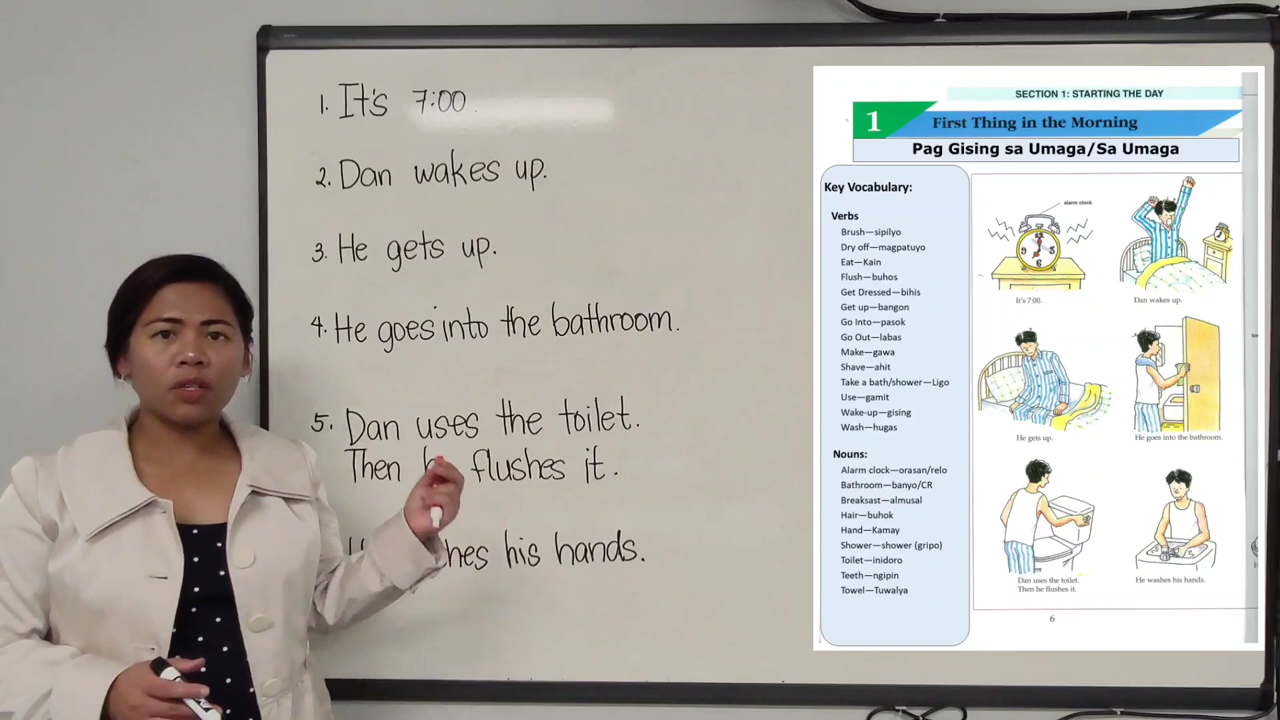 1. It's 7:00.
2. Dan wakes up.
3. He gets up.
4. He goes into the bathroom.
5. Dan uses the toilet.
Then flushes it.
his hands.
SECTION 1: STARTING THE DAY
1 First Thing in the Morning
Pag Gising sa Umaga/Sa Umaga
Key Vocabulary:
Verbs
Brush—sipilyo
Dry off—magpatuyo
Eat—Kain
Flush—buhos
Get Dressed—bihis
Get up—bangon
Go Into—pasok
Go Out—labas
Make—gawa
Shave—ahit
Take a bath/shower—Ligo
Use—gamit
Wake-up—gising
Wash—hugas
Nouns:
Alarm clock—orasan/relo
Bathroom—banyo/CR
Breaksast—almusal
Hair—buhok
Hand—Kamay
Shower—shower (gripo)
Toilet—inidoro
Teeth—ngipin
Towel—Tuwalya
alarm clock
It's 7:00.
Dan wakes up.
He gets up.
He goes into the bathroom.
Dan uses the toilet.
Then he flushes it.
He washes his hands.
6